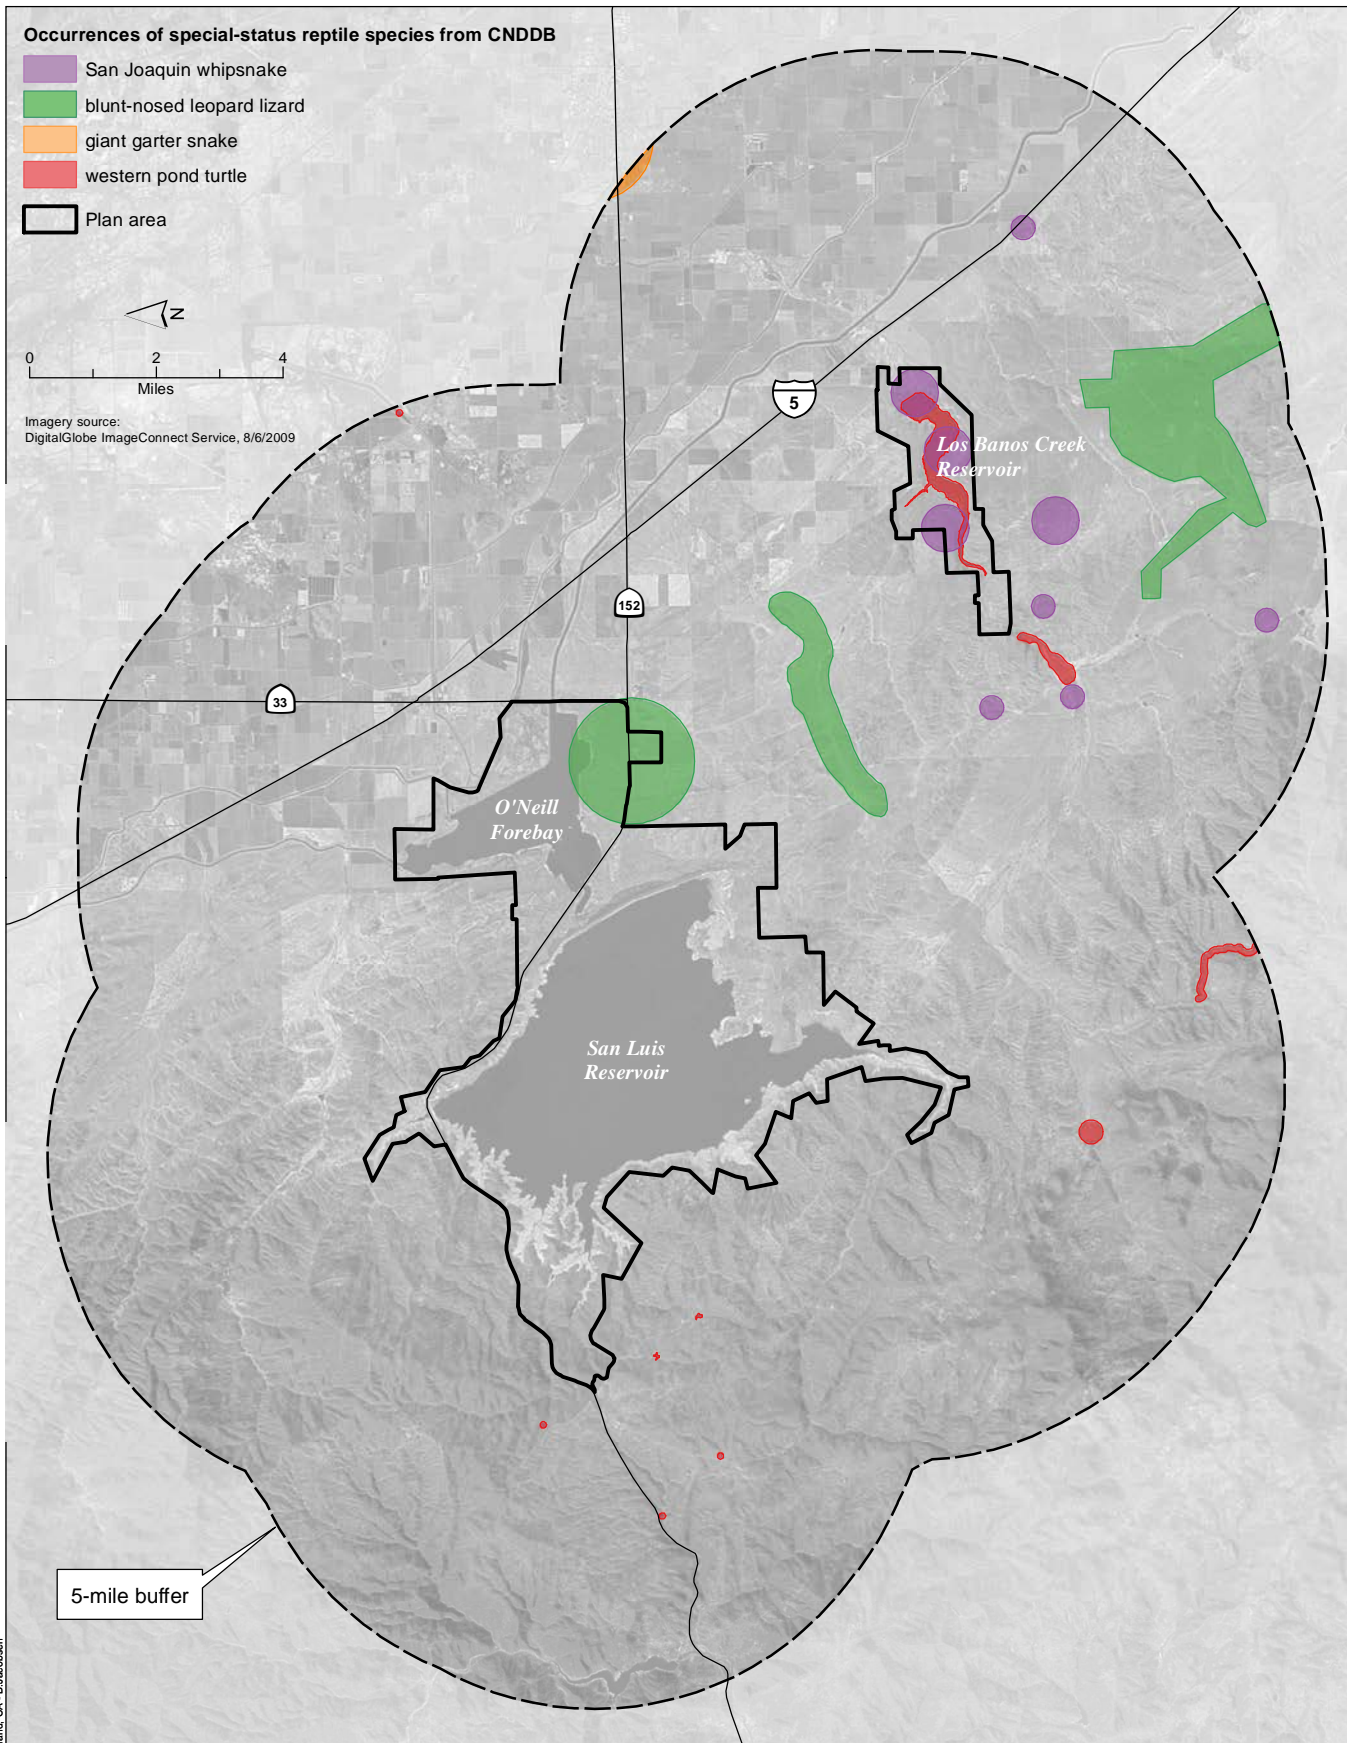 Occurrences of special-status reptile species from CNDDB
San Joaquin whipsnake
blunt-nosed leopard lizard
giant garter snake
western pond turtle
Plan area
N
0 2 4
Miles
Imagery source:
DigitalGlobe ImageConnect Service, 8/6/2009
5
Los Banos Creek
Reservoir
152
33
O'Neill
Forebay
San Luis
Reservoir
5-mile buffer